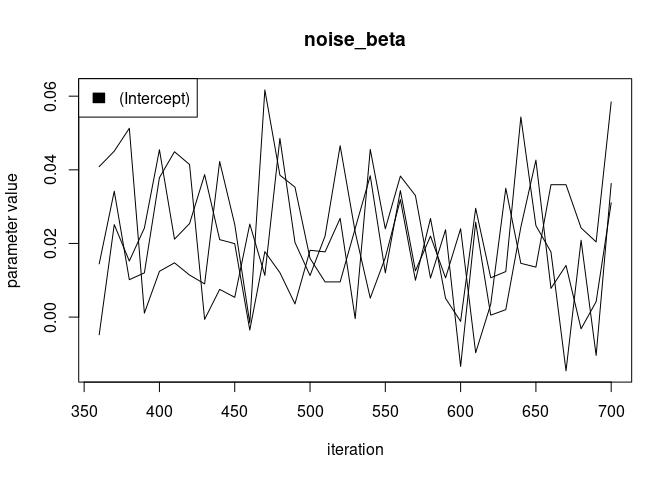 noise_beta
(Intercept)
parameter value
0.06
0.04
0.02
0.00
350 400 450 500 550 600 650 700
iteration